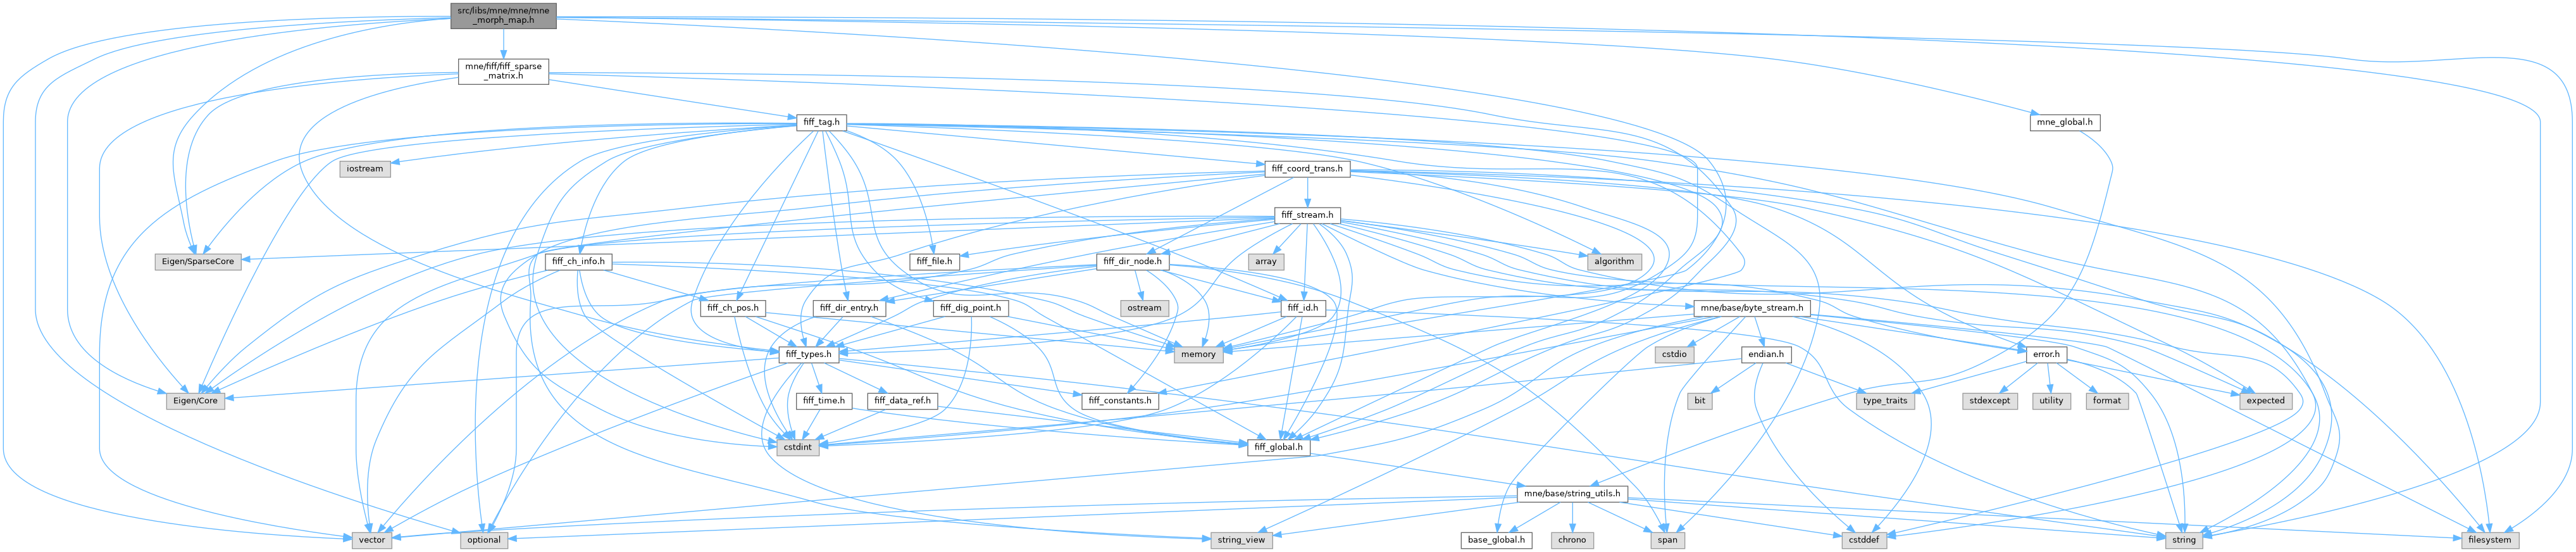 src/libs/mne/mne/mne
_morph_map.h
mne/fiff/fiff_sparse
_matrix.h
fiff_tag.h
mne_global.h
iostream
fiff_coord_trans.h
fiff_stream.h
Eigen/SparseCore
fiff_ch_info.h
fiff_file.h
fiff_dir_node.h
array
algorithm
fiff_ch_pos.h
fiff_dir_entry.h
fiff_dig_point.h
ostream
fiff_id.h
mne/base/byte_stream.h
fiff_types.h
memory
cstdio
endian.h
error.h
Eigen/Core
fiff_time.h
fiff_data_ref.h
fiff_constants.h
bit
type_traits
stdexcept
utility
format
expected
cstdint
fiff_global.h
mne/base/string_utils.h
vector
optional
string_view
base_global.h
chrono
span
cstddef
string
filesystem